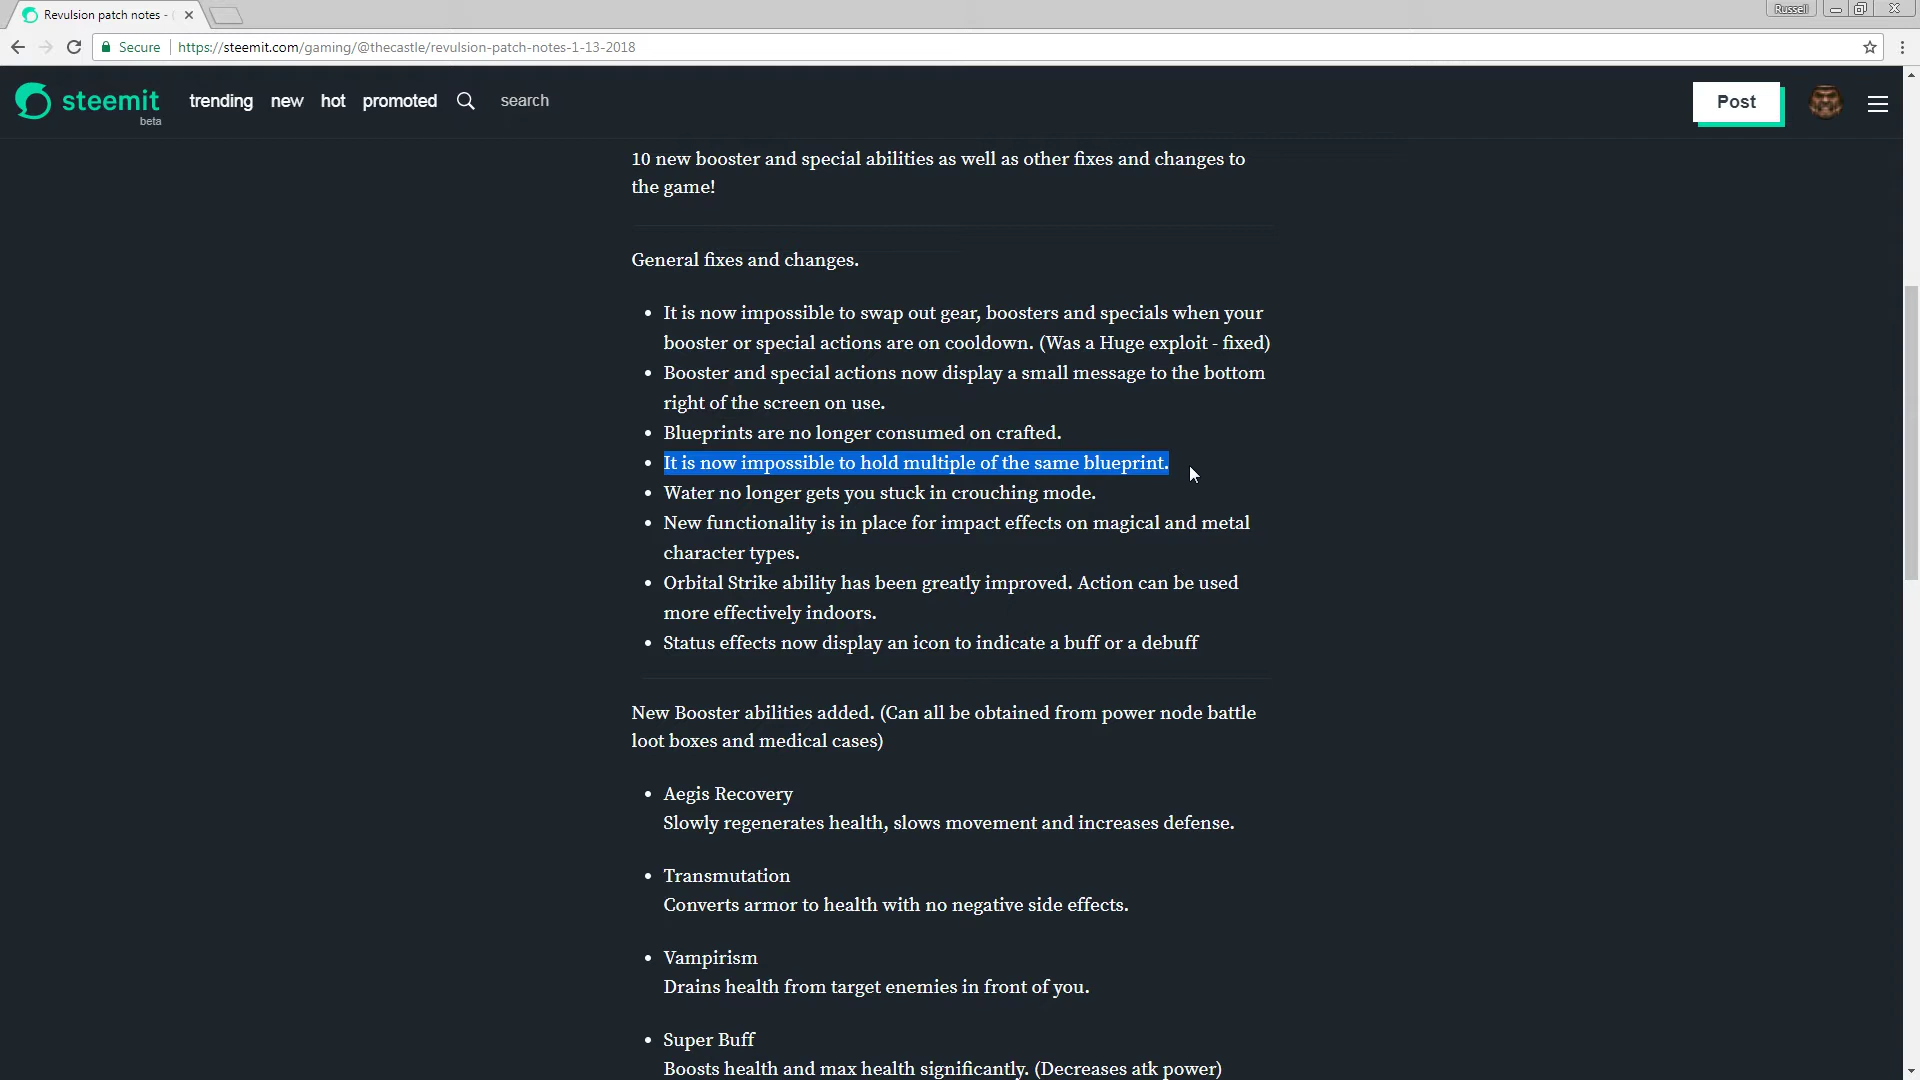 Revulsion patch notes - (
Russell
Secure
https://steemit.com/gaming/@thecastle/revulsion-patch-notes-1-13-2018
steemit
beta
trending
new
hot
promoted
search
Post
10 new booster and special abilities as well as other fixes and changes to
the game!
General fixes and changes.
• It is now impossible to swap out gear, boosters and specials when your
booster or special actions are on cooldown. (Was a Huge exploit - fixed)
• Booster and special actions now display a small message to the bottom
right of the screen on use.
• Blueprints are no longer consumed on crafted.
• It is now impossible to hold multiple of the same blueprint.
• Water no longer gets you stuck in crouching mode.
• New functionality is in place for impact effects on magical and metal
character types.
• Orbital Strike ability has been greatly improved. Action can be used
more effectively indoors.
• Status effects now display an icon to indicate a buff or a debuff
New Booster abilities added. (Can all be obtained from power node battle
loot boxes and medical cases)
• Aegis Recovery
Slowly regenerates health, slows movement and increases defense.
• Transmutation
Converts armor to health with no negative side effects.
• Vampirism
Drains health from target enemies in front of you.
• Super Buff
Boosts health and max health significantly. (Decreases atk power)